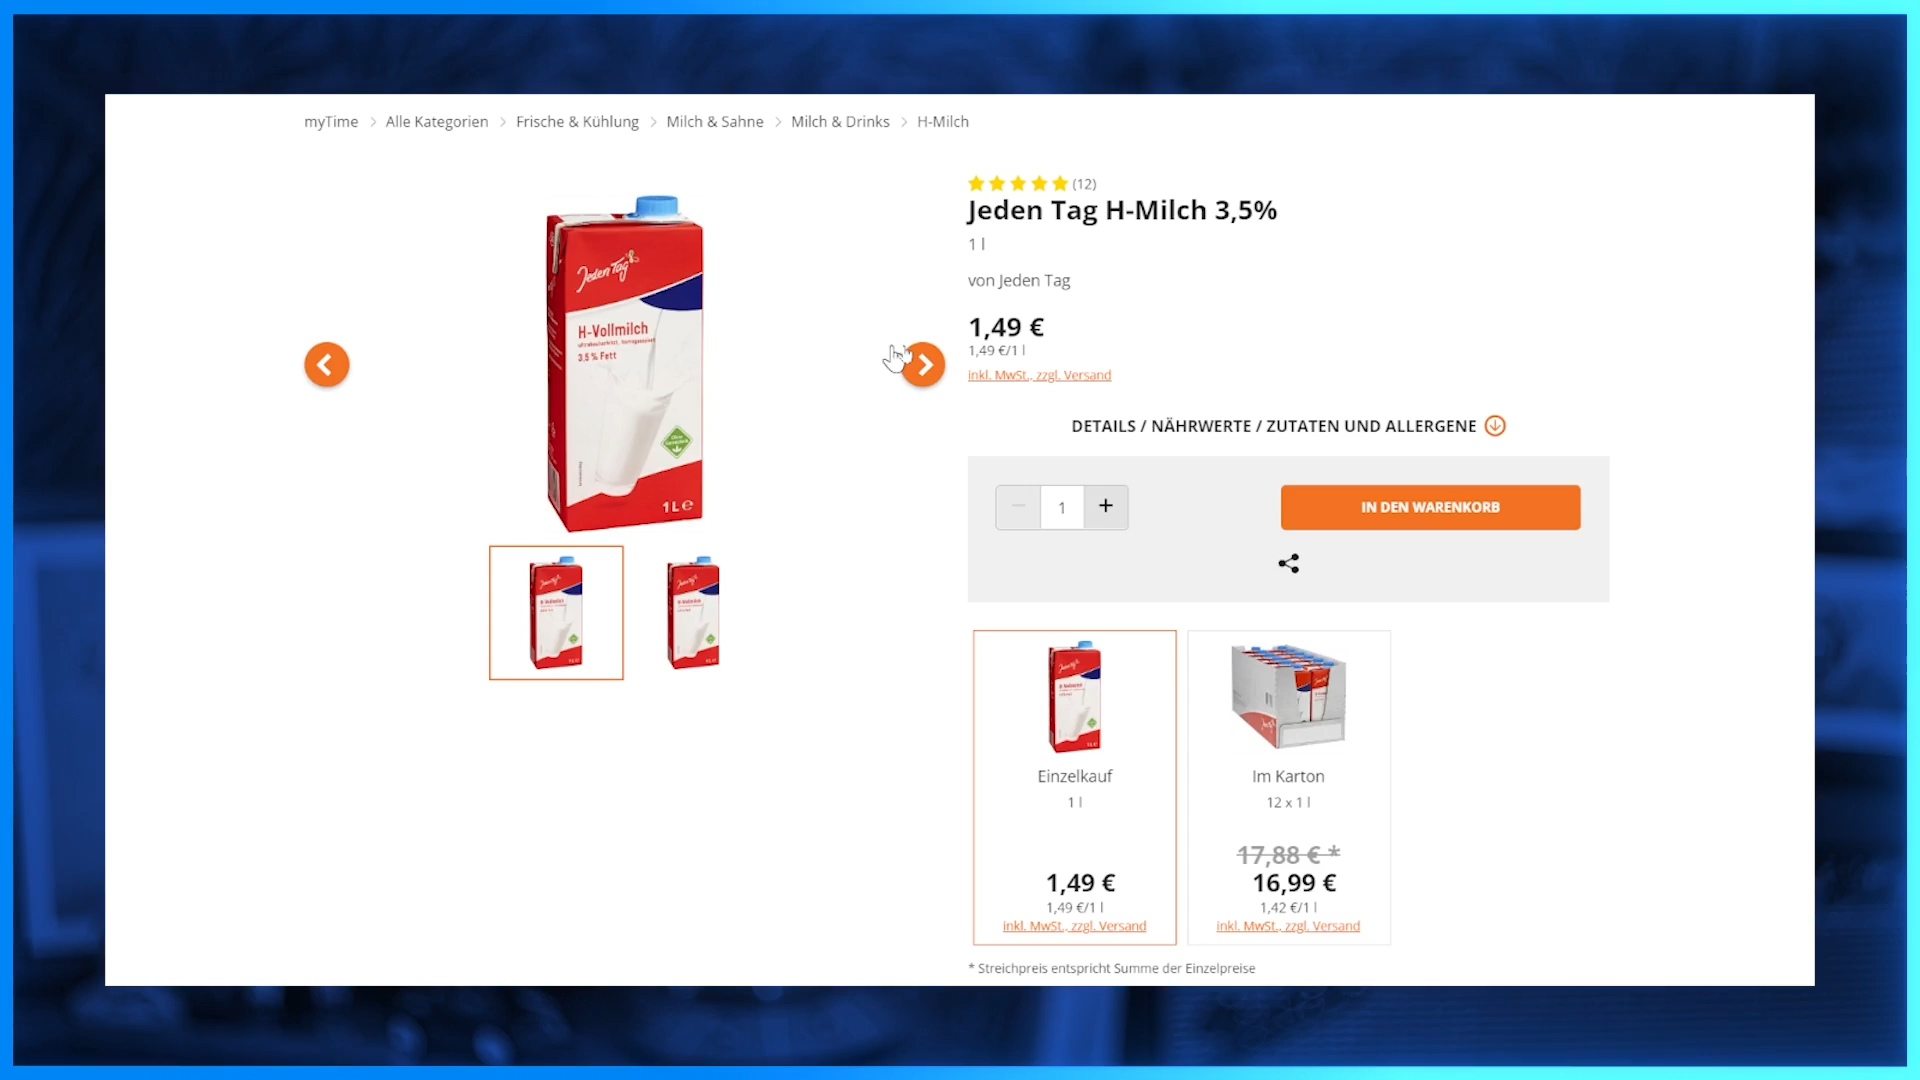 myTime > Alle Kategorien > Frische & Kühlung > Milch & Sahne > Milch & Drinks > H-Milch
(12)
Jeden Tag H-Milch 3,5%
1 l
von Jeden Tag
1,49 €
1,49 €/1 l
inkl. MwSt., zzgl. Versand
Jeden Tag
H-Vollmilch
3,5 % Fett
1 L e
DETAILS / NÄHRWERTE / ZUTATEN UND ALLERGENE
1
IN DEN WARENKORB
Einzelkauf
1 l
1,49 €
1,49 €/1 l
inkl. MwSt., zzgl. Versand
Im Karton
12 x 1 l
17,88 € *
16,99 €
1,42 €/1 l
inkl. MwSt., zzgl. Versand
* Streichpreis entspricht Summe der Einzelpreise